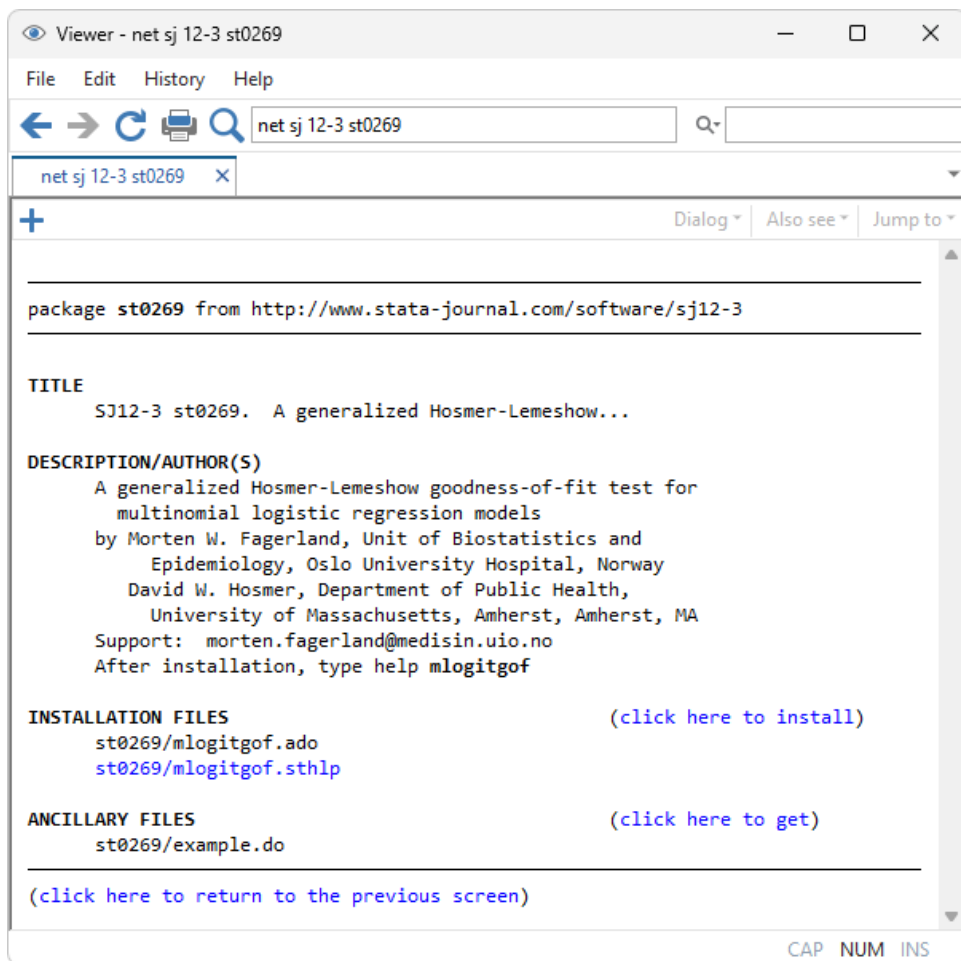 Viewer - net sj 12-3 st0269
File Edit History Help
net sj 12-3 st0269
net sj 12-3 st0269
Dialog Also see Jump to
package st0269 from http://www.stata-journal.com/software/sj12-3
TITLE
SJ12-3 st0269. A generalized Hosmer-Lemeshow...
DESCRIPTION/AUTHOR(S)
A generalized Hosmer-Lemeshow goodness-of-fit test for
multinomial logistic regression models
by Morten W. Fagerland, Unit of Biostatistics and
Epidemiology, Oslo University Hospital, Norway
David W. Hosmer, Department of Public Health,
University of Massachusetts, Amherst, Amherst, MA
Support: morten.fagerland@medisin.uio.no
After installation, type help mlogitgof
INSTALLATION FILES (click here to install)
st0269/mlogitgof.ado
st0269/mlogitgof.sthlp
ANCILLARY FILES (click here to get)
st0269/example.do
(click here to return to the previous screen)
CAP NUM INS